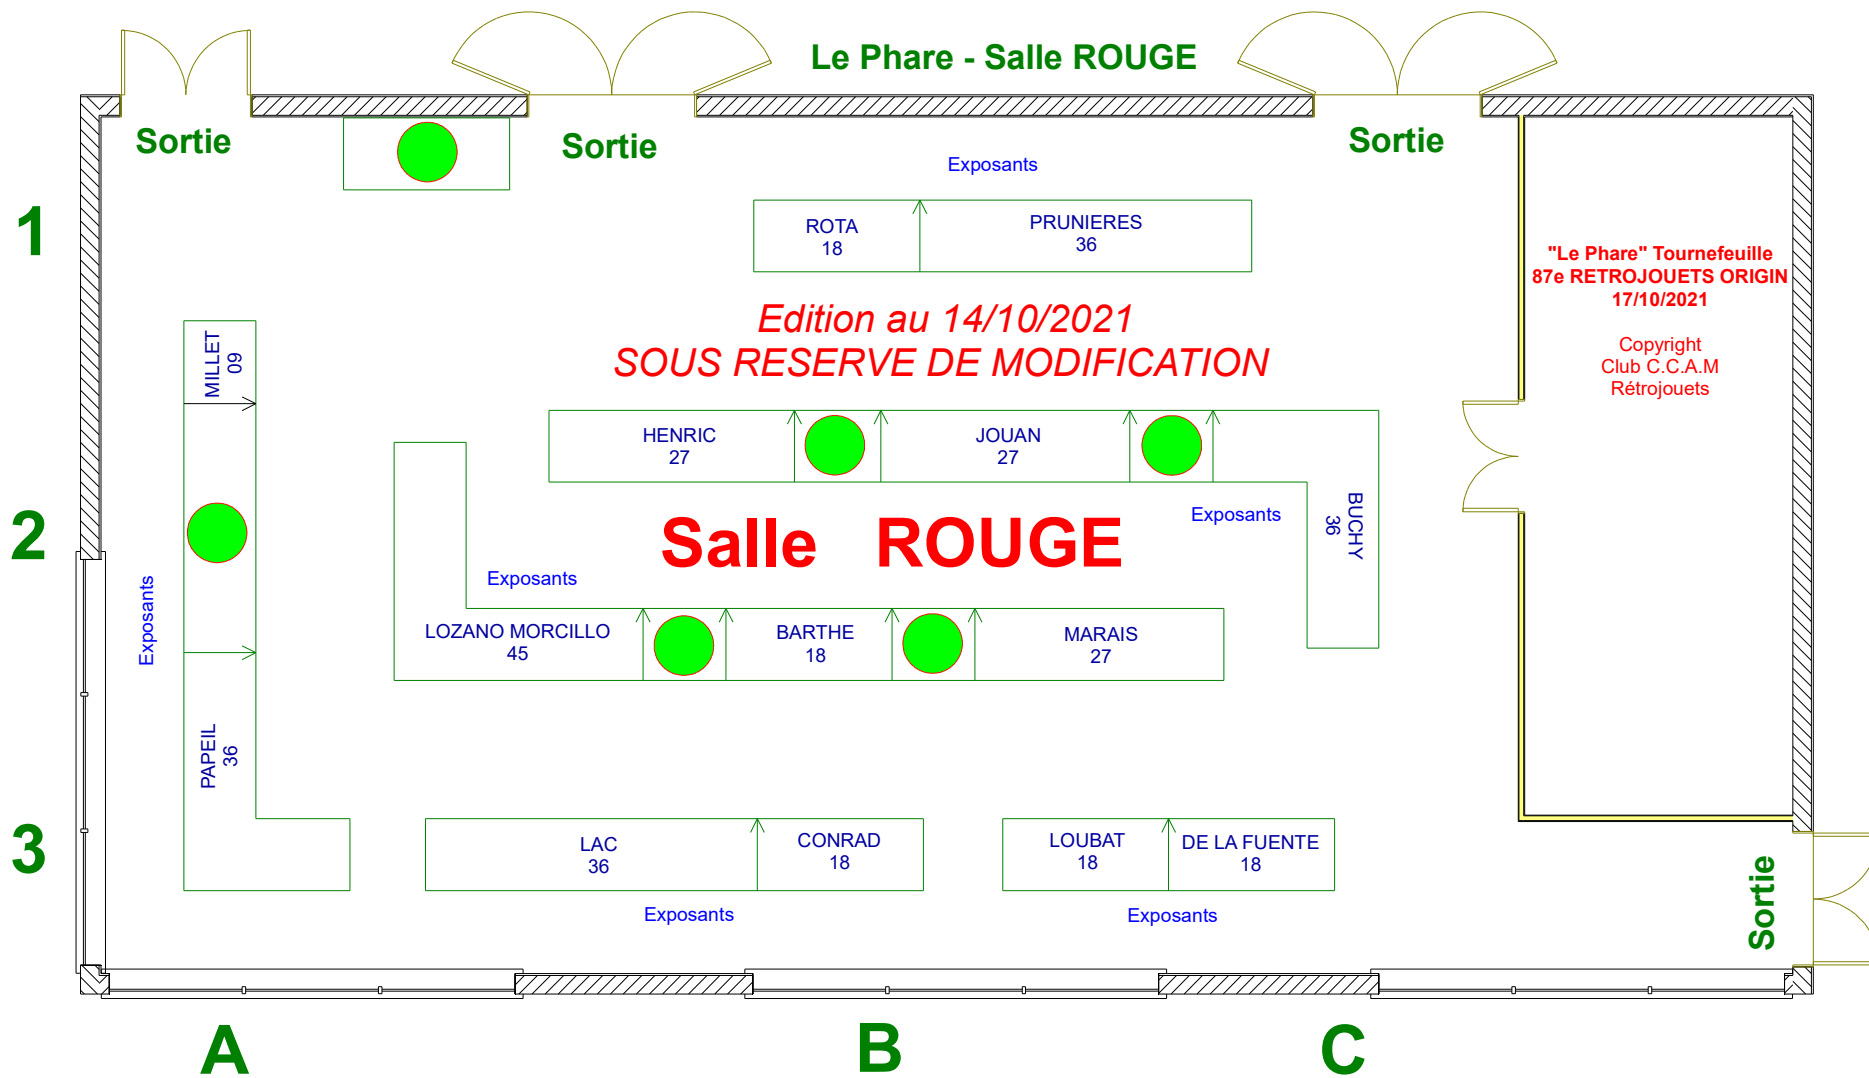 Le Phare - Salle ROUGE
Sortie
Sortie
Sortie
Exposants
1
ROTA
18
PRUNIERES
36
"Le Phare" Tournefeuille
87e RETROJOUETS ORIGIN
17/10/2021
Copyright
Club C.C.A.M
Rétrojouets
Edition au 14/10/2021
SOUS RESERVE DE MODIFICATION
MILLET
09
HENRIC
27
JOUAN
27
BUCHY
36
Exposants
2
Salle ROUGE
Exposants
Exposants
LOZANO MORCILLO
45
BARTHE
18
MARAIS
27
PAPEIL
36
3
LAC
36
CONRAD
18
LOUBAT
18
DE LA FUENTE
18
Sortie
Exposants
Exposants
A
B
C